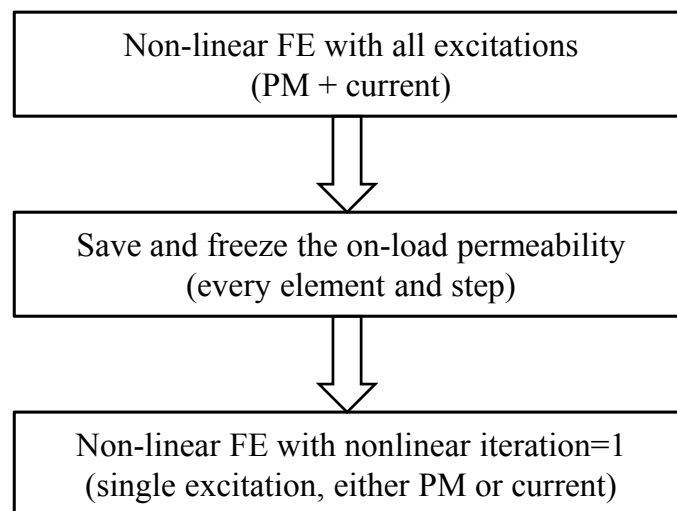 Non-linear FE with all excitations
(PM + current)
Save and freeze the on-load permeability
(every element and step)
Non-linear FE with nonlinear iteration=1
(single excitation, either PM or current)